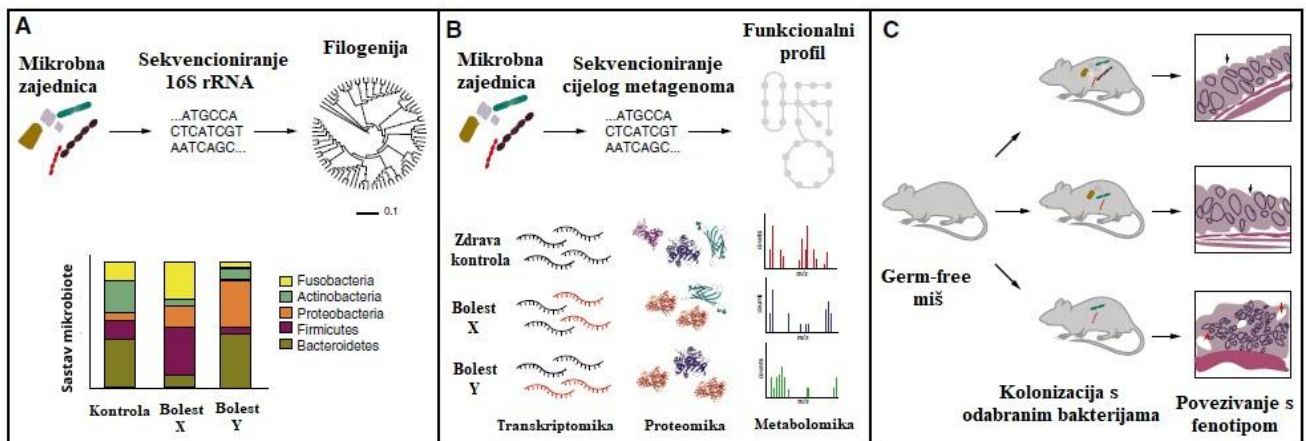 A
Mikrobna
zajednica
Sekvencioniranje
16S rRNA
Filogenija
...ATGCCA
CTCATCGT
AATCAGC...
0.1
Sastav mikrobiote
Fusobacteria
Actinobacteria
Proteobacteria
Firmicutes
Bacteroidetes
Kontrola
Bolest
X
Bolest
Y
B
Mikrobna
zajednica
Sekvencioniranje
cijelog metagenoma
Funkcionalni
profil
...ATGCCA
CTCATCGT
AATCAGC...
Zdrava
kontrola
m/z
Bolest
X
m/z
Bolest
Y
m/z
Transkriptomika
Proteomika
Metabolomika
C
Germ-free
miš
Kolonizacija s
odabranim bakterijama
Povezivanje s
fenotipom